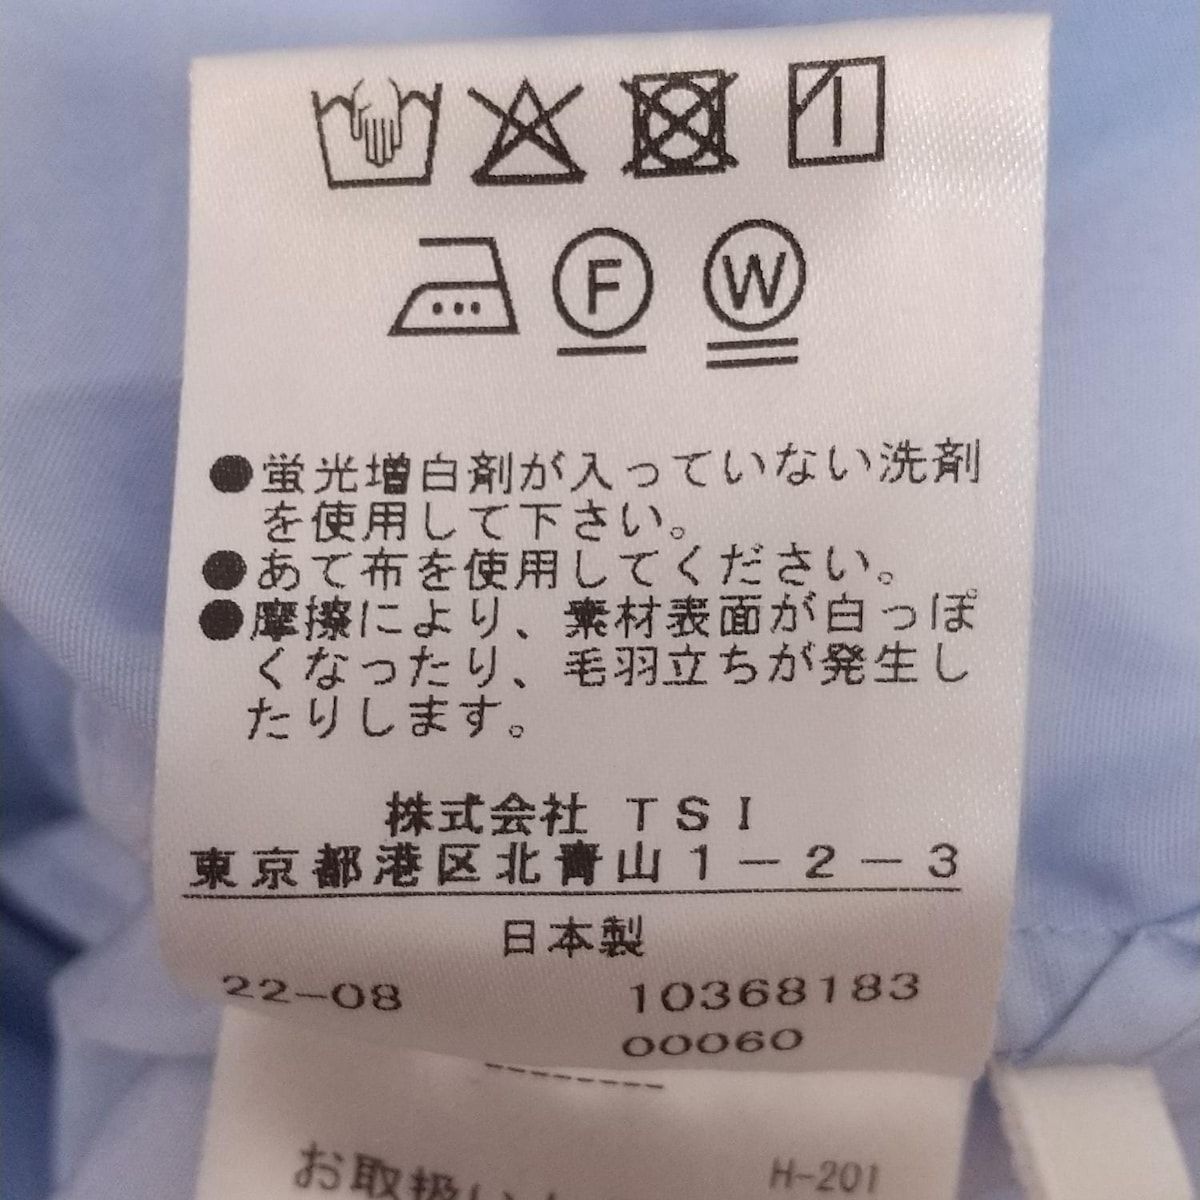 F W
●蛍光増白剤が入っていない洗剤
を使用して下さい。
●あて布を使用してください。
●摩擦により、素材表面が白っぽ
くなったり、毛羽立ちが発生し
たりします。
株式会社 TSI
東京都港区北青山1-2-3
日本製
22-08 10368183
00060
お取扱い
H-201